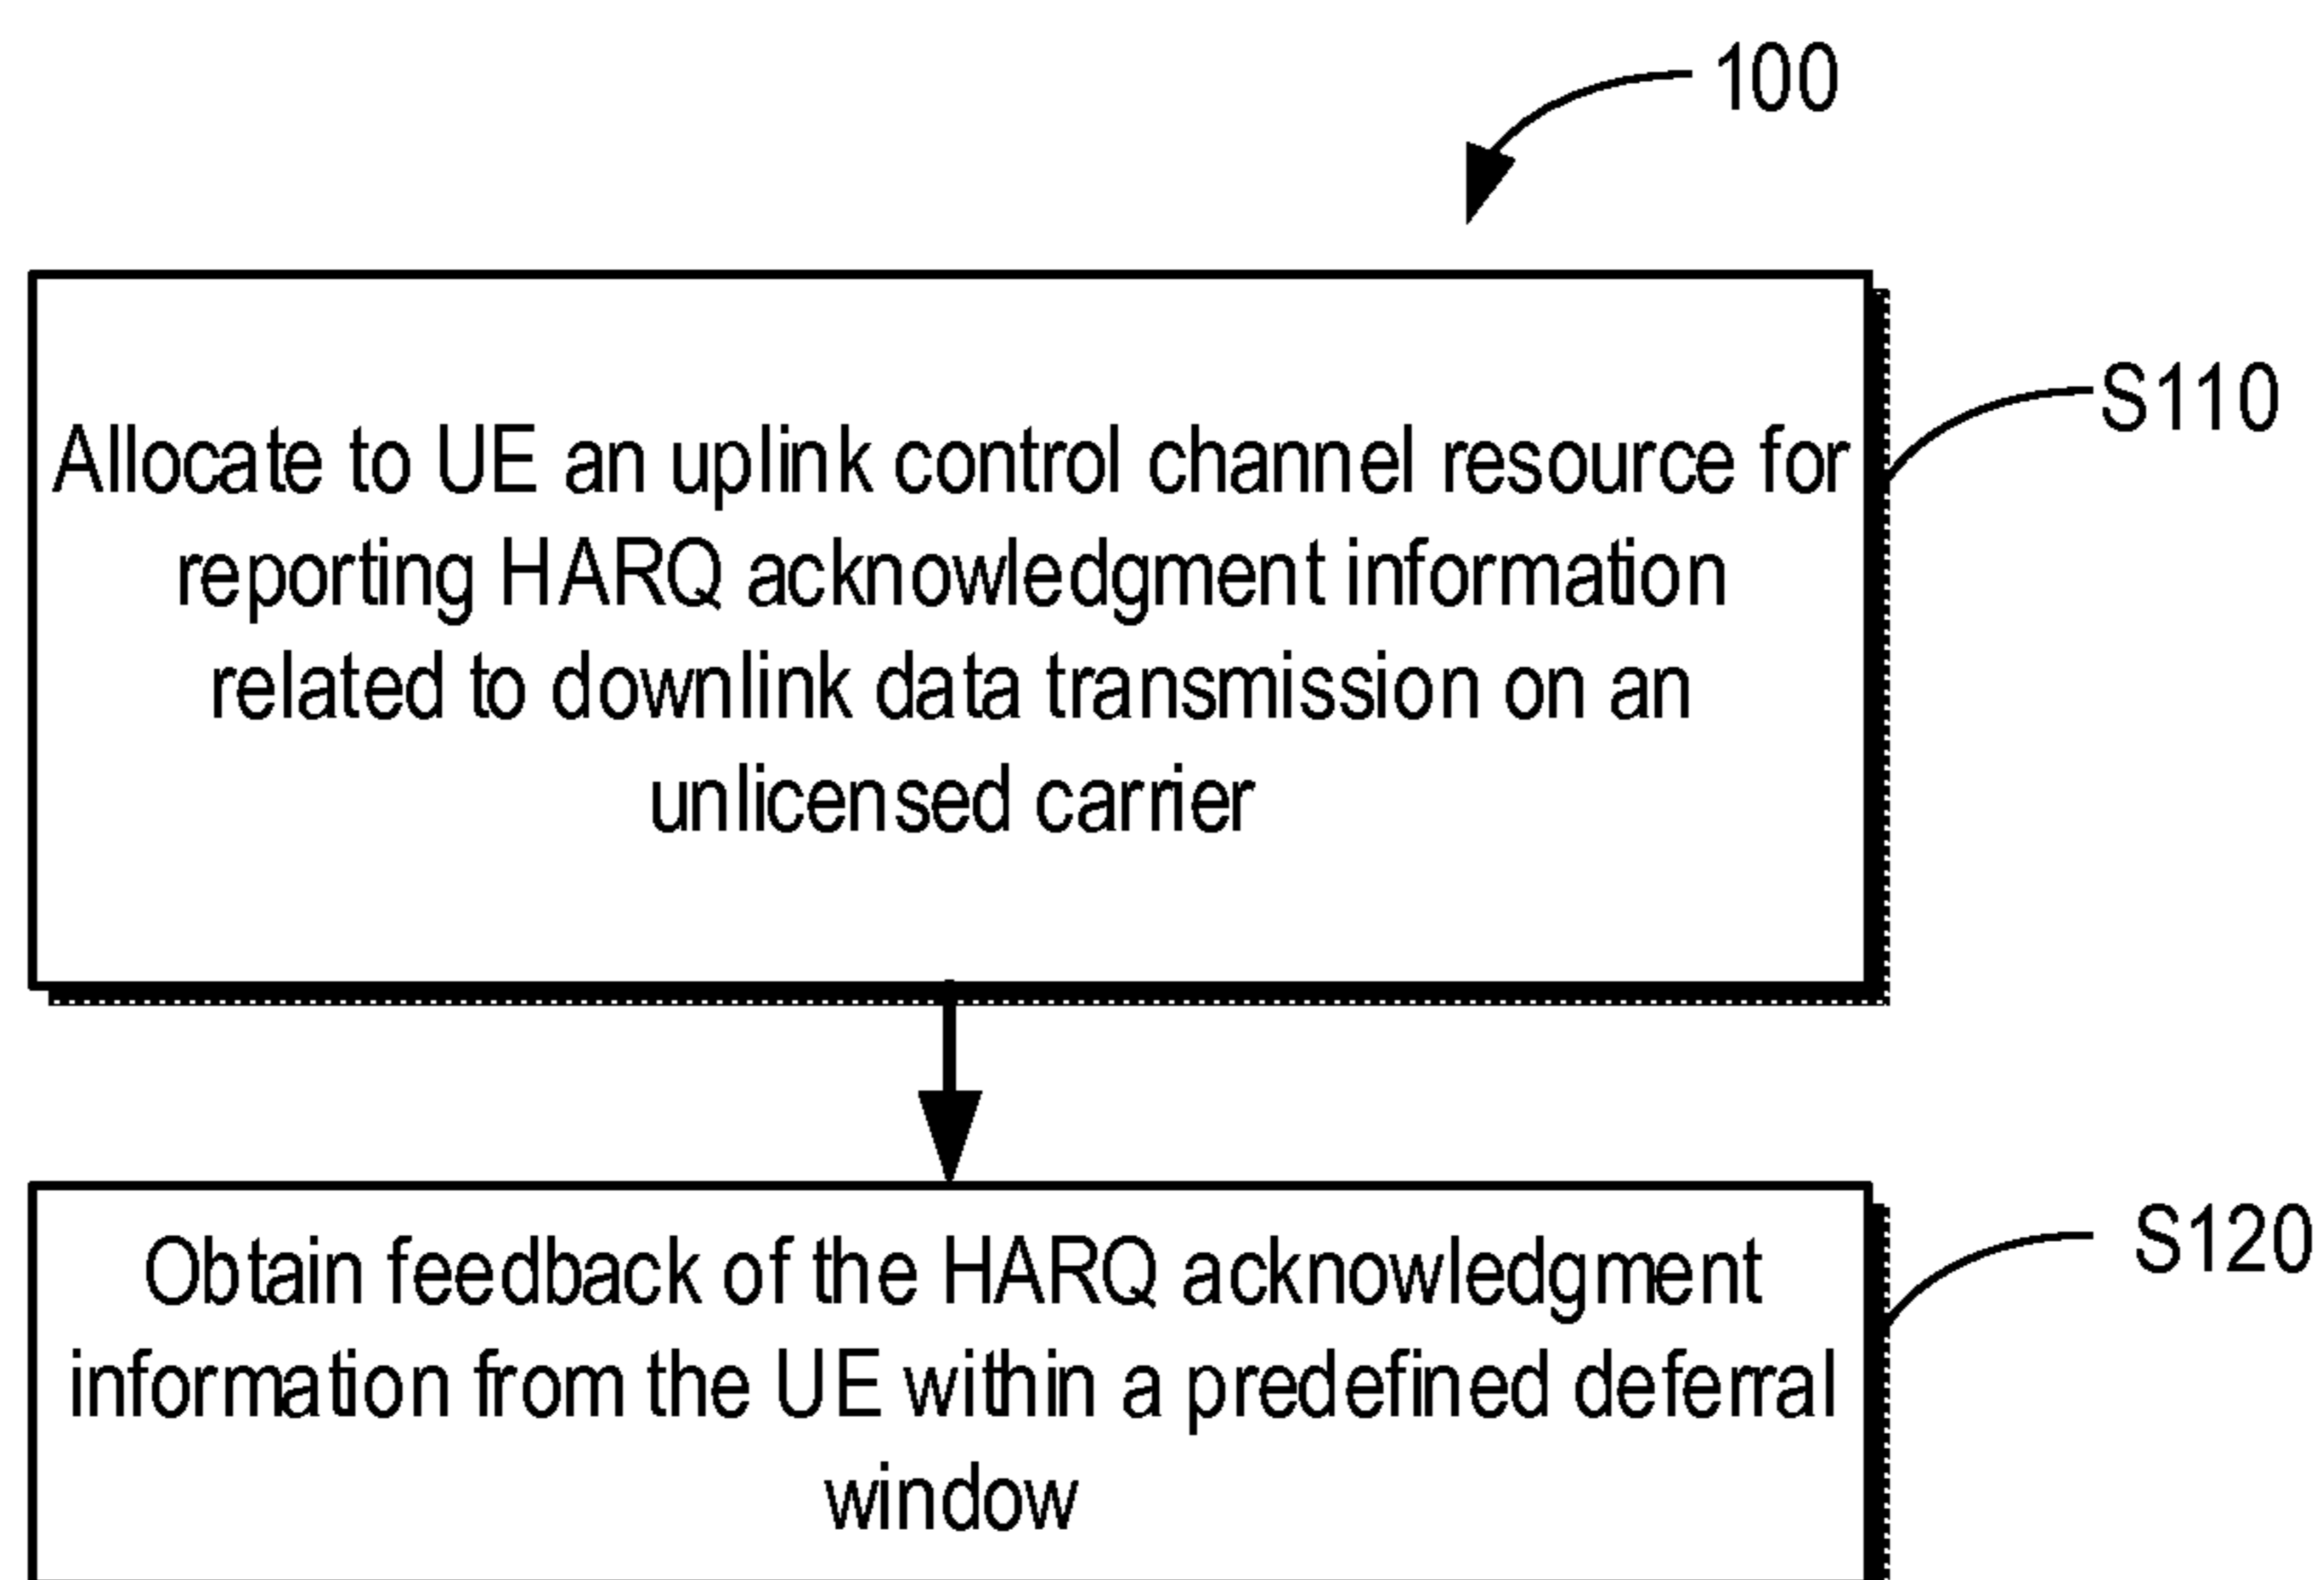 100
S110
Allocate to UE an uplink control channel resource for
reporting HARQ acknowledgment information
related to downlink data transmission on an
unlicensed carrier
S120
Obtain feedback of the HARQ acknowledgment
information from the UE within a predefined deferral
window